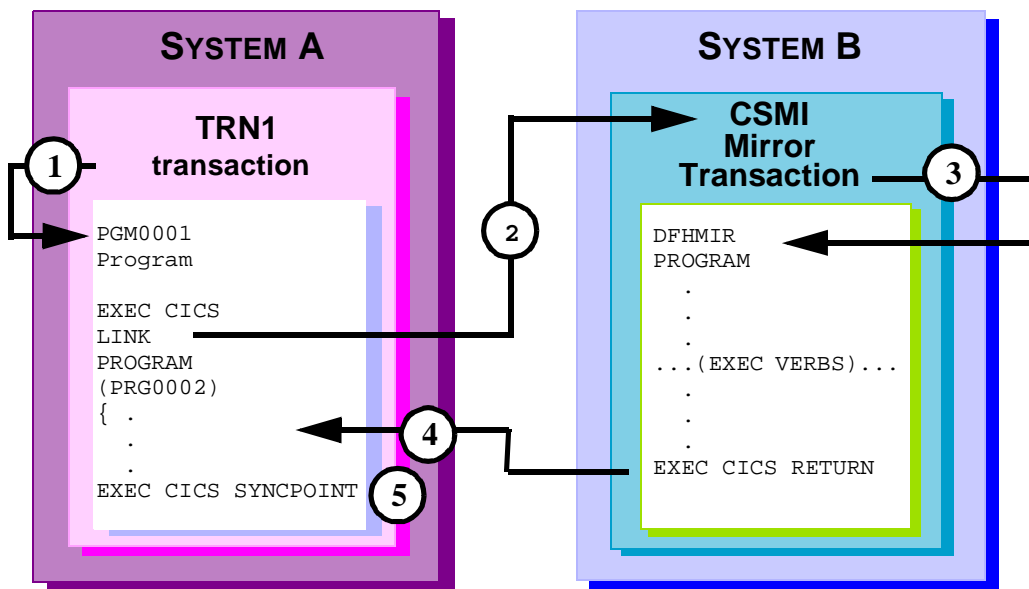 SYSTEM A
TRN1
transaction
1
PGM0001
Program
EXEC CICS
LINK
PROGRAM
(PRG0002)
{ .
.
.
EXEC CICS SYNCPOINT
5
2
4
SYSTEM B
CSMI
Mirror
Transaction
3
DFHMIR
PROGRAM
.
.
.
...(EXEC VERBS)...
.
.
.
EXEC CICS RETURN